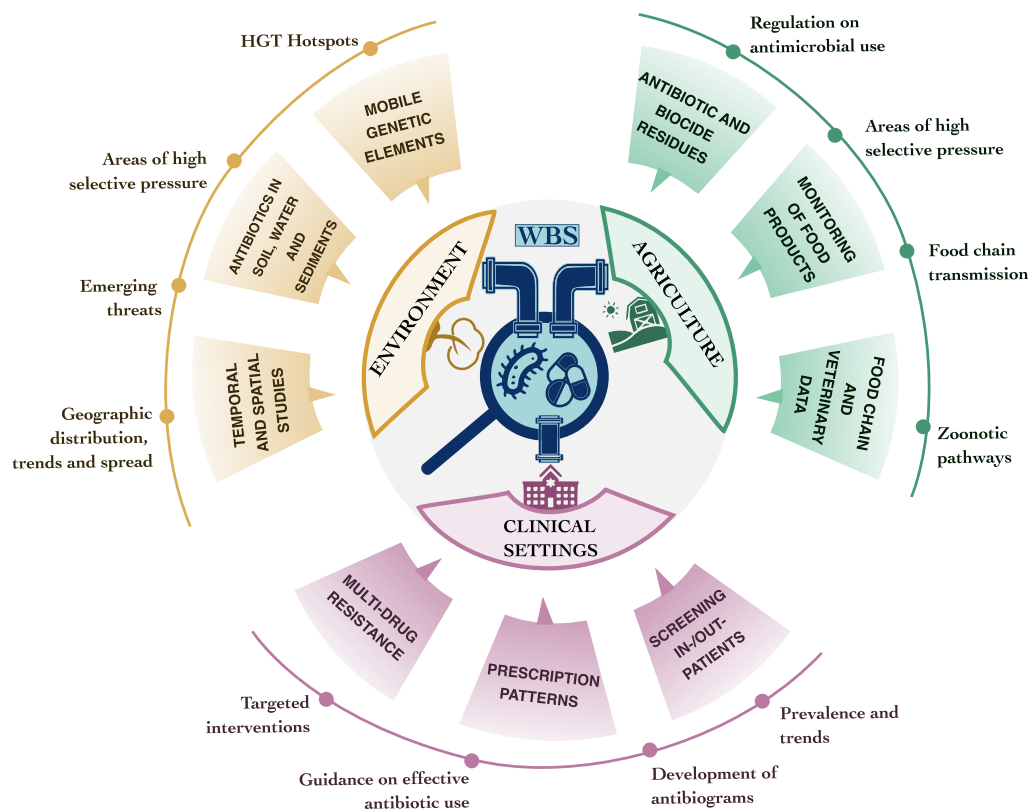 HGT Hotspots
Areas of high
selective pressure
Emerging
threats
Geographic
distribution,
trends and spread
MOBILE
GENETIC
ELEMENTS
ANTIBIOTICS IN
SOIL, WATER
AND
SEDIMENTS
TEMPORAL
AND SPATIAL
STUDIES
ENVIRONMENT
WBS
AGRICULTURE
CLINICAL
SETTINGS
ANTIBIOTIC AND
BIOCIDE
RESIDUES
MONITORING
OF FOOD
PRODUCTS
FOOD CHAIN
AND
VETERINARY
DATA
Regulation on
antimicrobial use
Areas of high
selective pressure
Food chain
transmission
Zoonotic
pathways
MULTI-DRUG
RESISTANCE
PRESCRIPTION
PATTERNS
SCREENING
IN-/OUT-
PATIENTS
Targeted
interventions
Guidance on effective
antibiotic use
Development of
antibiograms
Prevalence and
trends